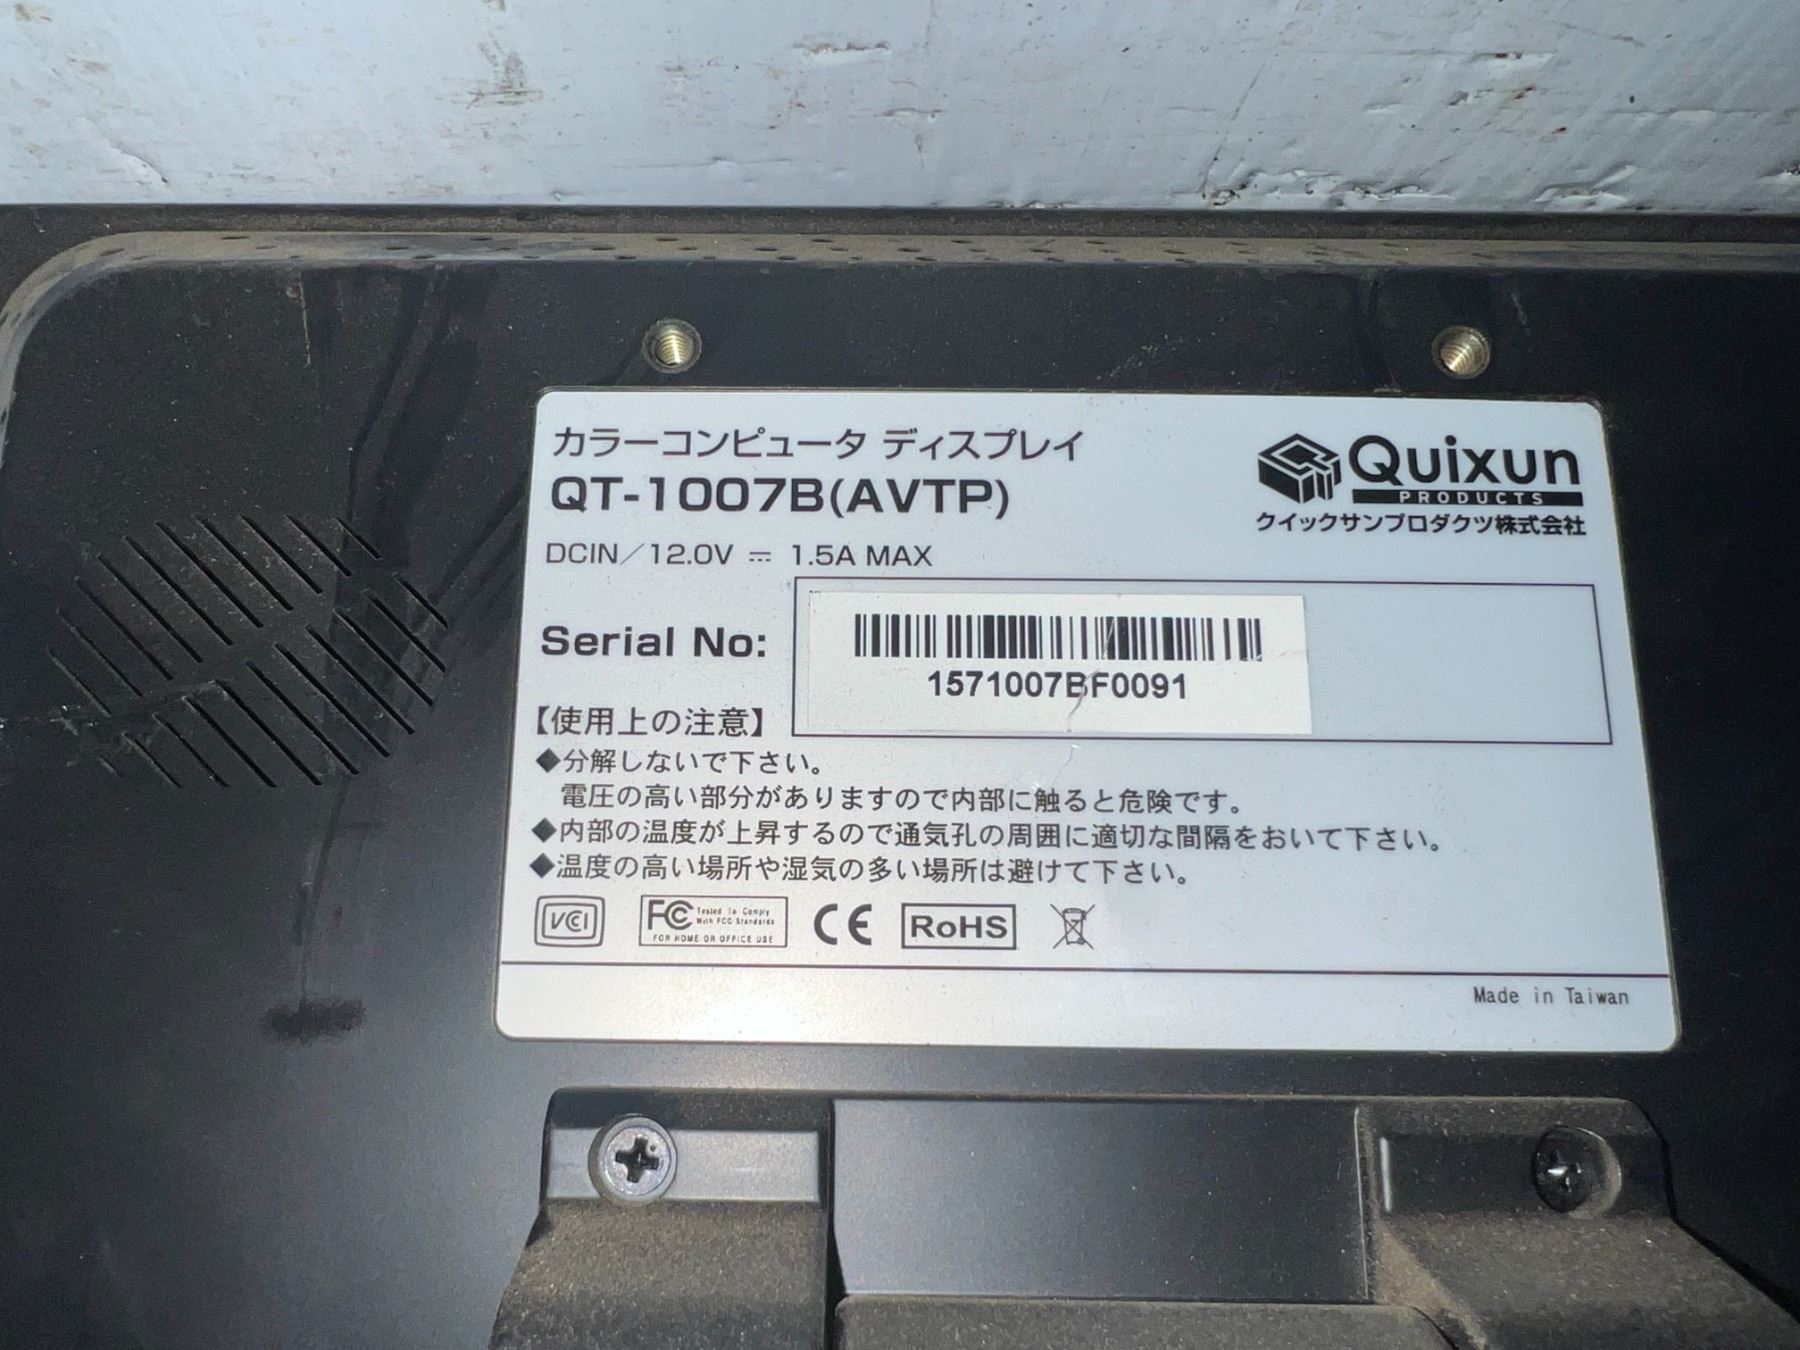 カラーコンピュータ ディスプレイ
QT-1007B(AVTP)
Quixun
PRODUCTS
クイックサンプロダクツ株式会社
DCIN／12.0V ⎓ 1.5A MAX
Serial No:
1571007BF0091
【使用上の注意】
◆分解しないで下さい。
電圧の高い部分がありますので内部に触ると危険です。
◆内部の温度が上昇するので通気孔の周囲に適切な間隔をおいて下さい。
◆温度の高い場所や湿気の多い場所は避けて下さい。
VCCI
FC Tested To Comply
With FCC Standards
FOR HOME OR OFFICE USE
CE
RoHS
Made in Taiwan